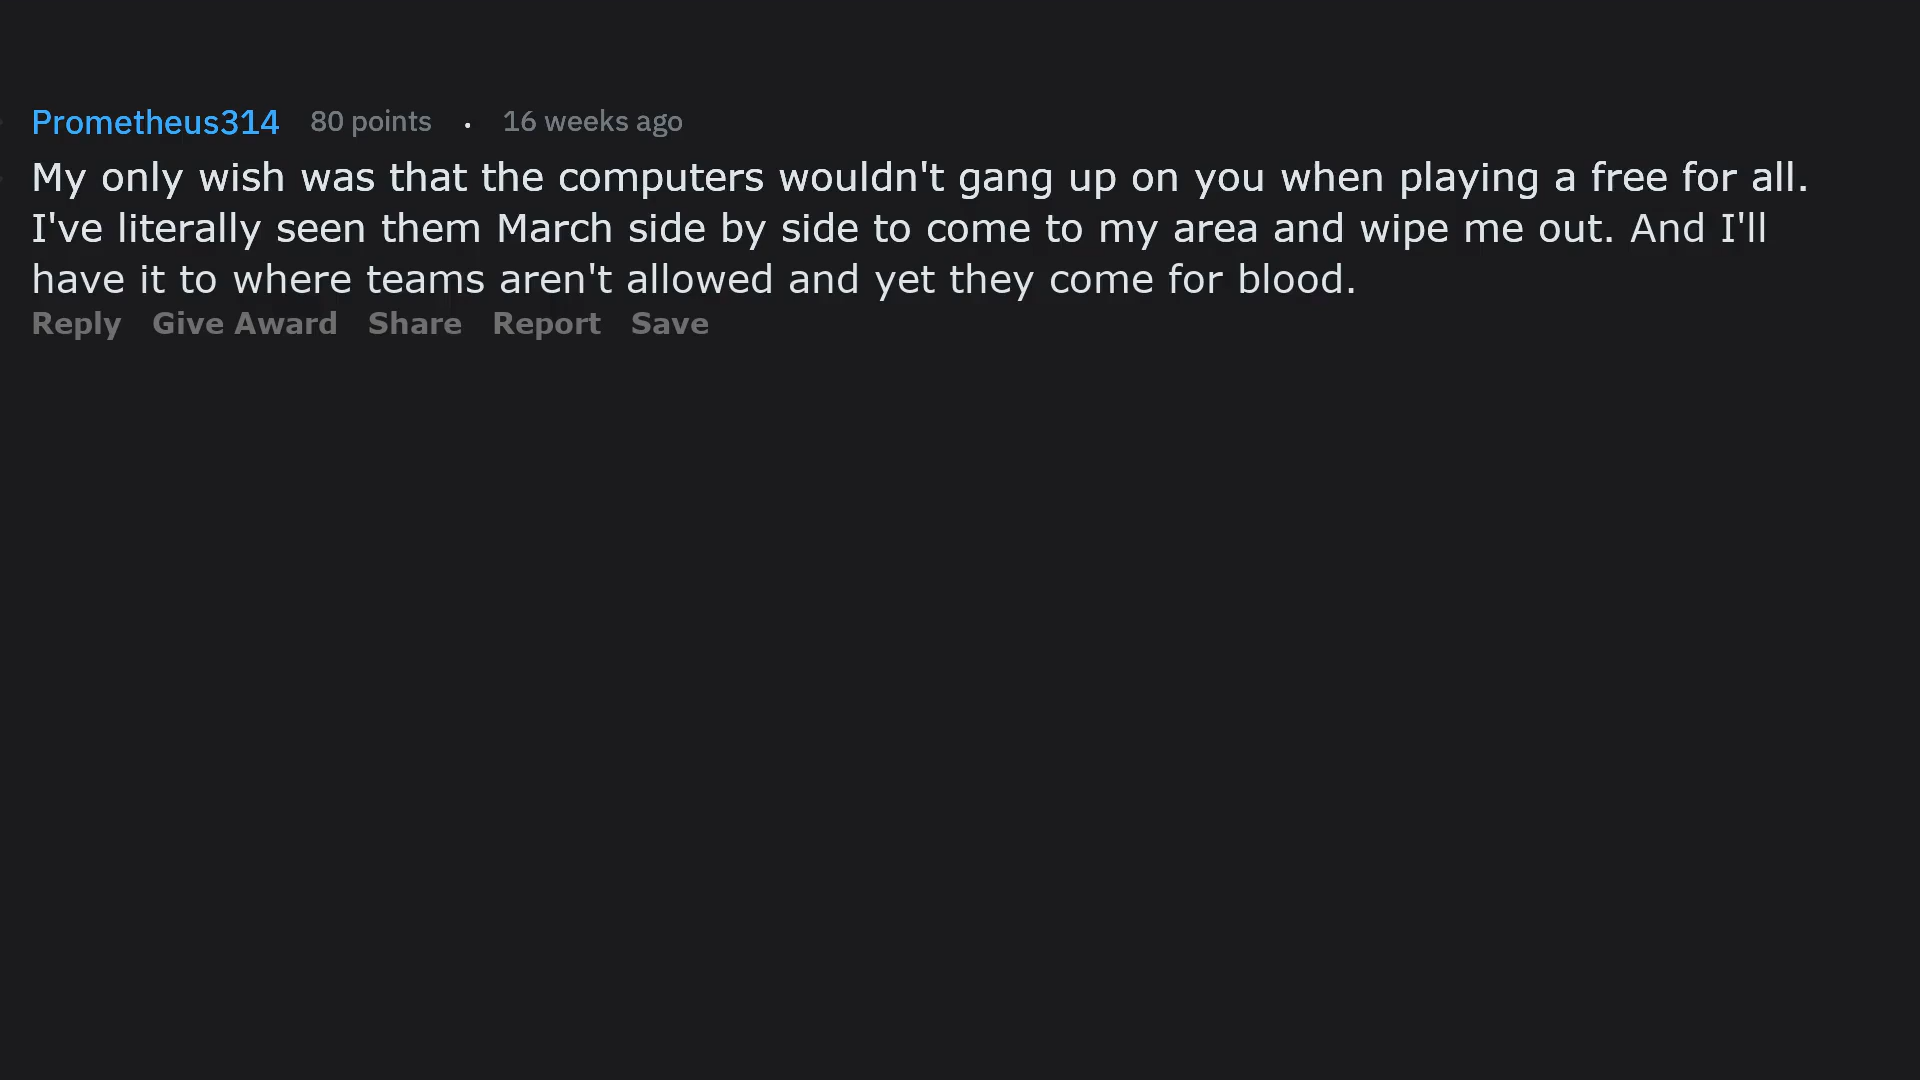 Prometheus314 80 points . 16 weeks ago
My only wish was that the computers wouldn't gang up on you when playing a free for all.
I've literally seen them March side by side to come to my area and wipe me out. And I'll
have it to where teams aren't allowed and yet they come for blood.
Reply Give Award Share Report Save